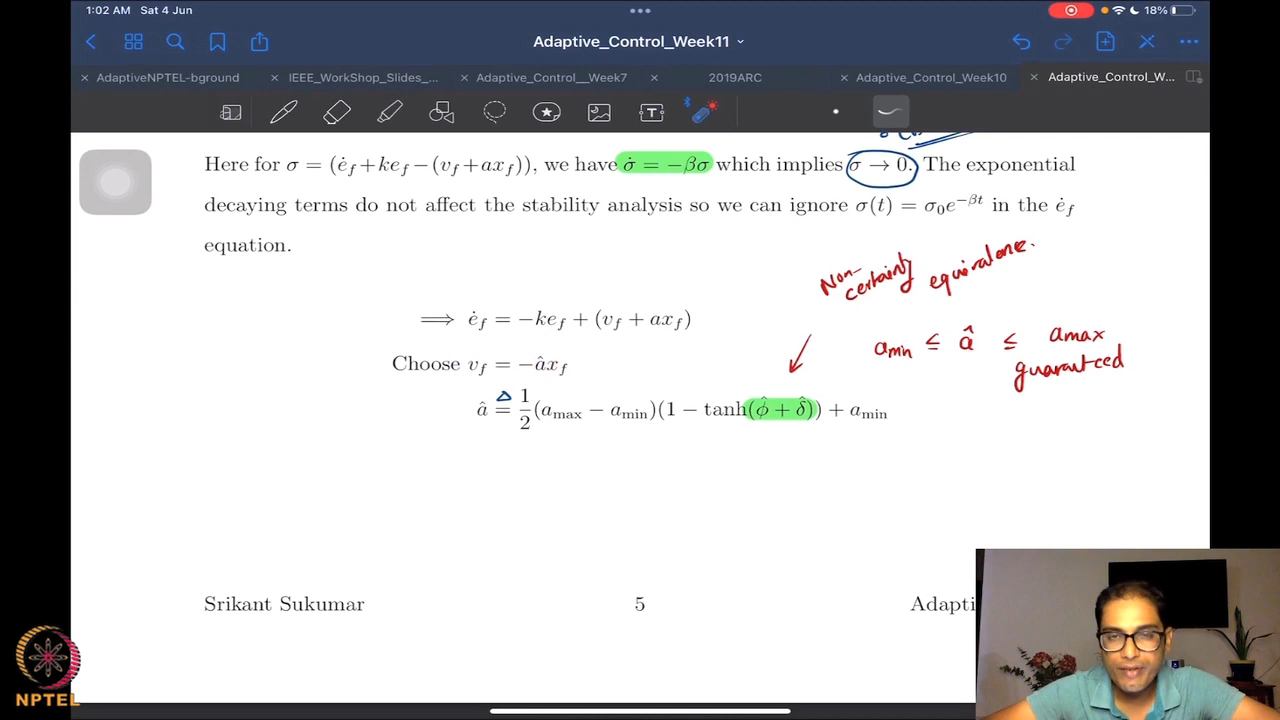 1:02 AM Sat 4 Jun
18%
Adaptive_Control_Week11
AdaptiveNPTEL-bground
IEEE_WorkShop_Slides_...
Adaptive_Control__Week7
2019ARC
Adaptive_Control_Week10
Adaptive_Control_W...
Here for σ = (ė_f + ke_f − (v_f + ax_f)), we have σ̇ = −βσ which implies σ → 0. The exponential
decaying terms do not affect the stability analysis so we can ignore σ(t) = σ₀e^{−βt} in the ė_f
equation.
Non-certainty equivalence.
⟹ ė_f = −ke_f + (v_f + ax_f)
a_min ≤ â ≤ a_max
guaranteed
Choose v_f = −âx_f
â ≜ 1/2 (a_max − a_min)(1 − tanh(φ̂ + δ̂)) + a_min
Srikant Sukumar
5
Adapti
NPTEL